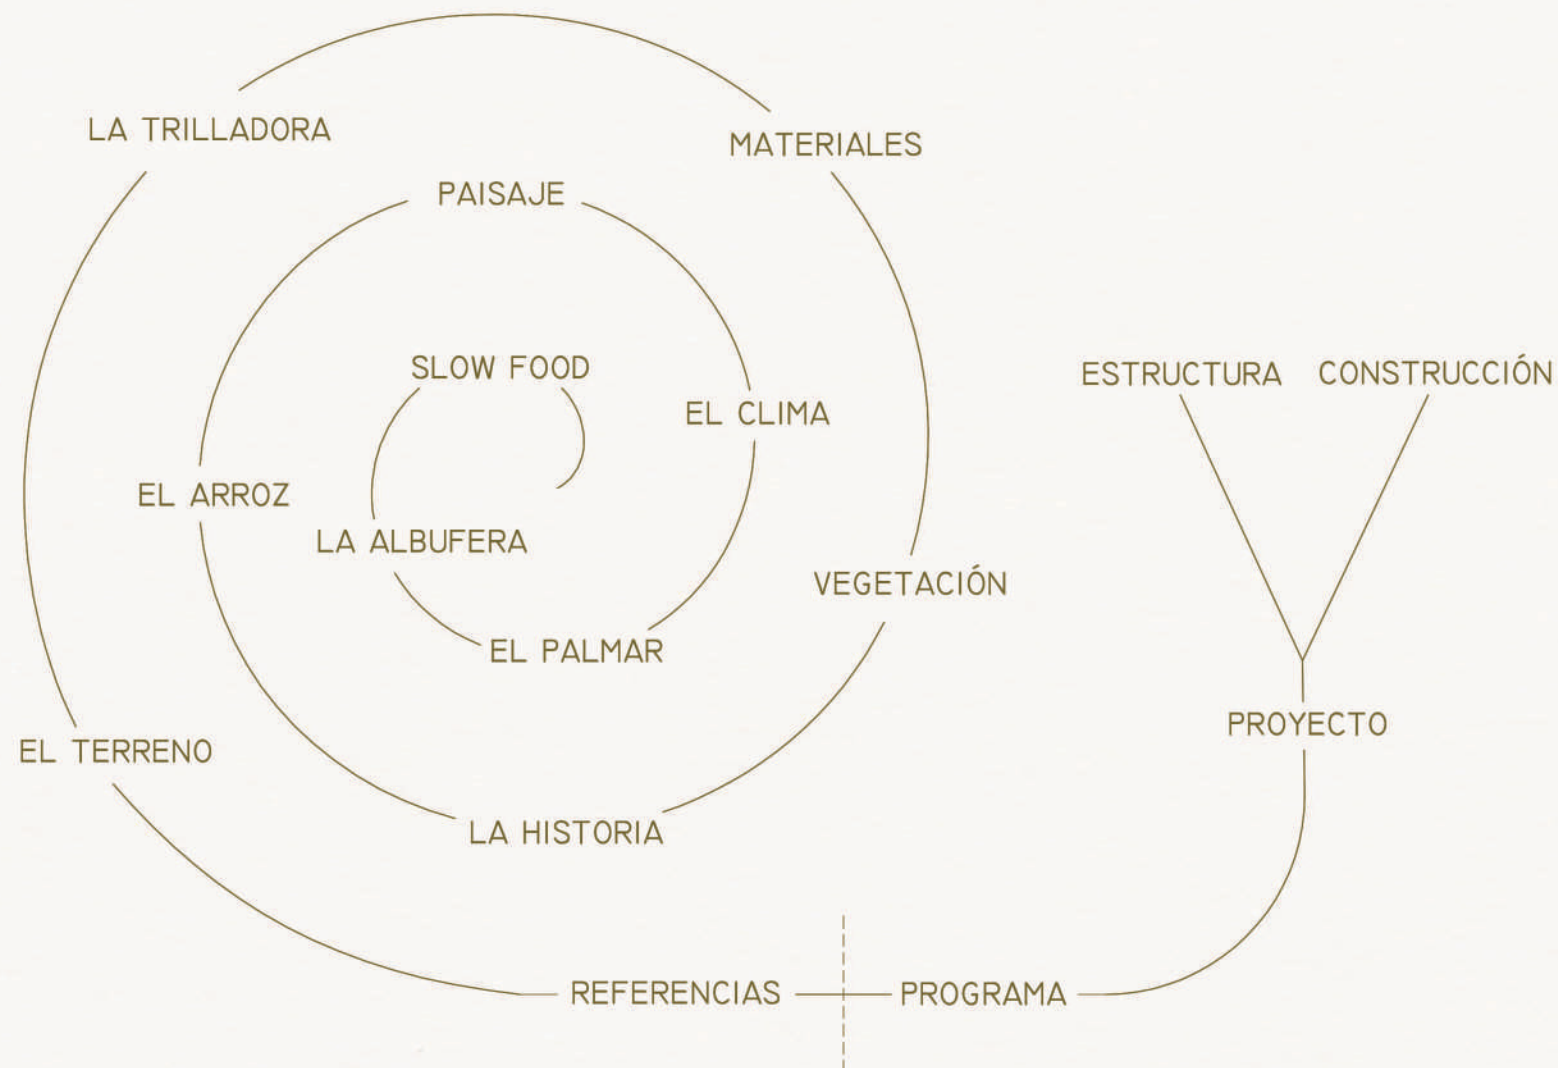 LA TRILLADORA
MATERIALES
PAISAJE
SLOW FOOD
ESTRUCTURA
CONSTRUCCIÓN
EL CLIMA
EL ARROZ
LA ALBUFERA
VEGETACIÓN
EL PALMAR
PROYECTO
EL TERRENO
LA HISTORIA
REFERENCIAS
PROGRAMA